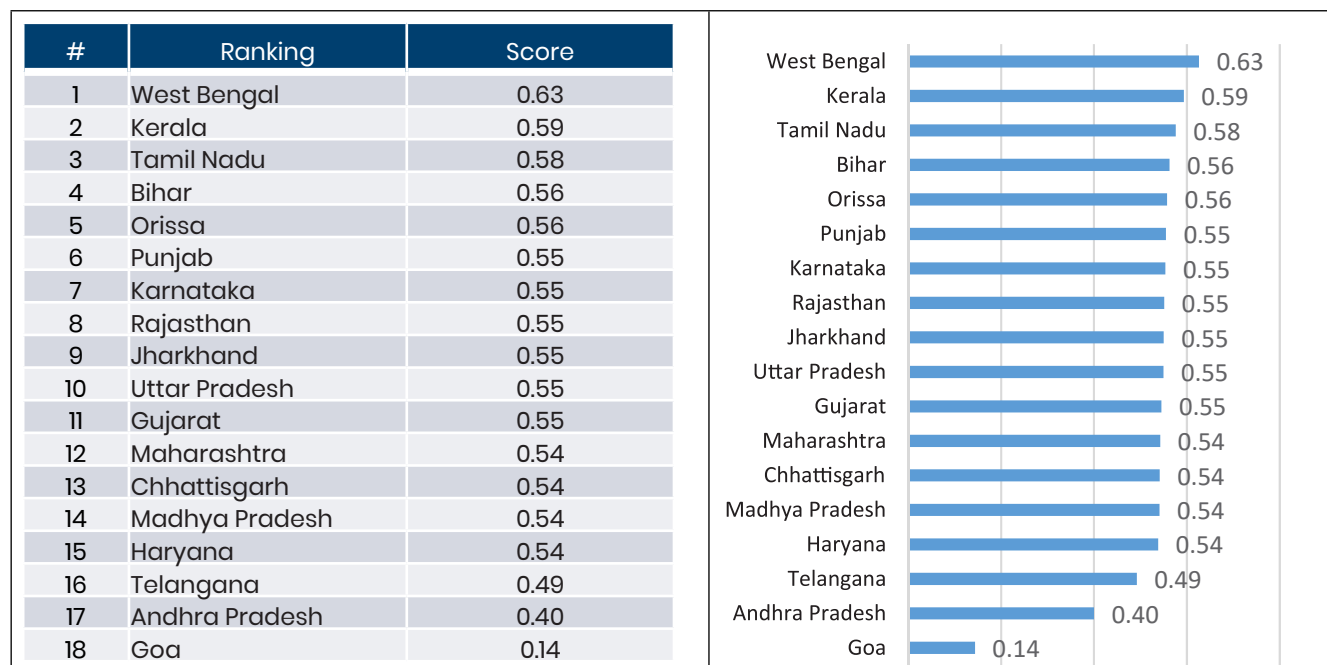 # Ranking Score
1 West Bengal 0.63
2 Kerala 0.59
3 Tamil Nadu 0.58
4 Bihar 0.56
5 Orissa 0.56
6 Punjab 0.55
7 Karnataka 0.55
8 Rajasthan 0.55
9 Jharkhand 0.55
10 Uttar Pradesh 0.55
11 Gujarat 0.55
12 Maharashtra 0.54
13 Chhattisgarh 0.54
14 Madhya Pradesh 0.54
15 Haryana 0.54
16 Telangana 0.49
17 Andhra Pradesh 0.40
18 Goa 0.14
West Bengal 0.63
Kerala 0.59
Tamil Nadu 0.58
Bihar 0.56
Orissa 0.56
Punjab 0.55
Karnataka 0.55
Rajasthan 0.55
Jharkhand 0.55
Uttar Pradesh 0.55
Gujarat 0.55
Maharashtra 0.54
Chhattisgarh 0.54
Madhya Pradesh 0.54
Haryana 0.54
Telangana 0.49
Andhra Pradesh 0.40
Goa 0.14